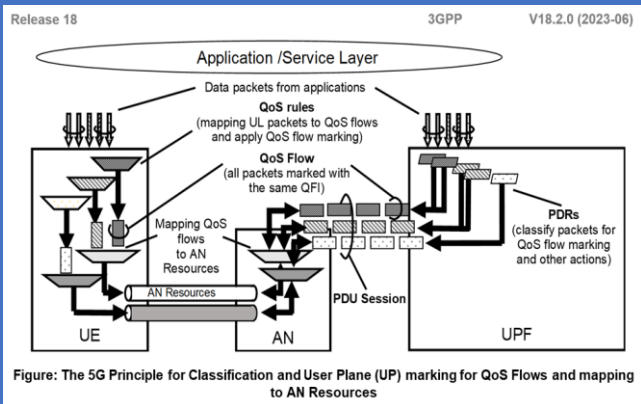 Release 18
3GPP
V18.2.0 (2023-06)
Application /Service Layer
Data packets from applications
QoS rules
(mapping UL packets to QoS flows
and apply QoS flow marking)
QoS Flow
(all packets marked with
the same QFI)
Mapping QoS
flows
to AN
Resources
PDRs
(classify packets for
QoS flow marking
and other actions)
AN Resources
PDU Session
UE
AN
UPF
Figure: The 5G Principle for Classification and User Plane (UP) marking for QoS Flows and mapping
to AN Resources